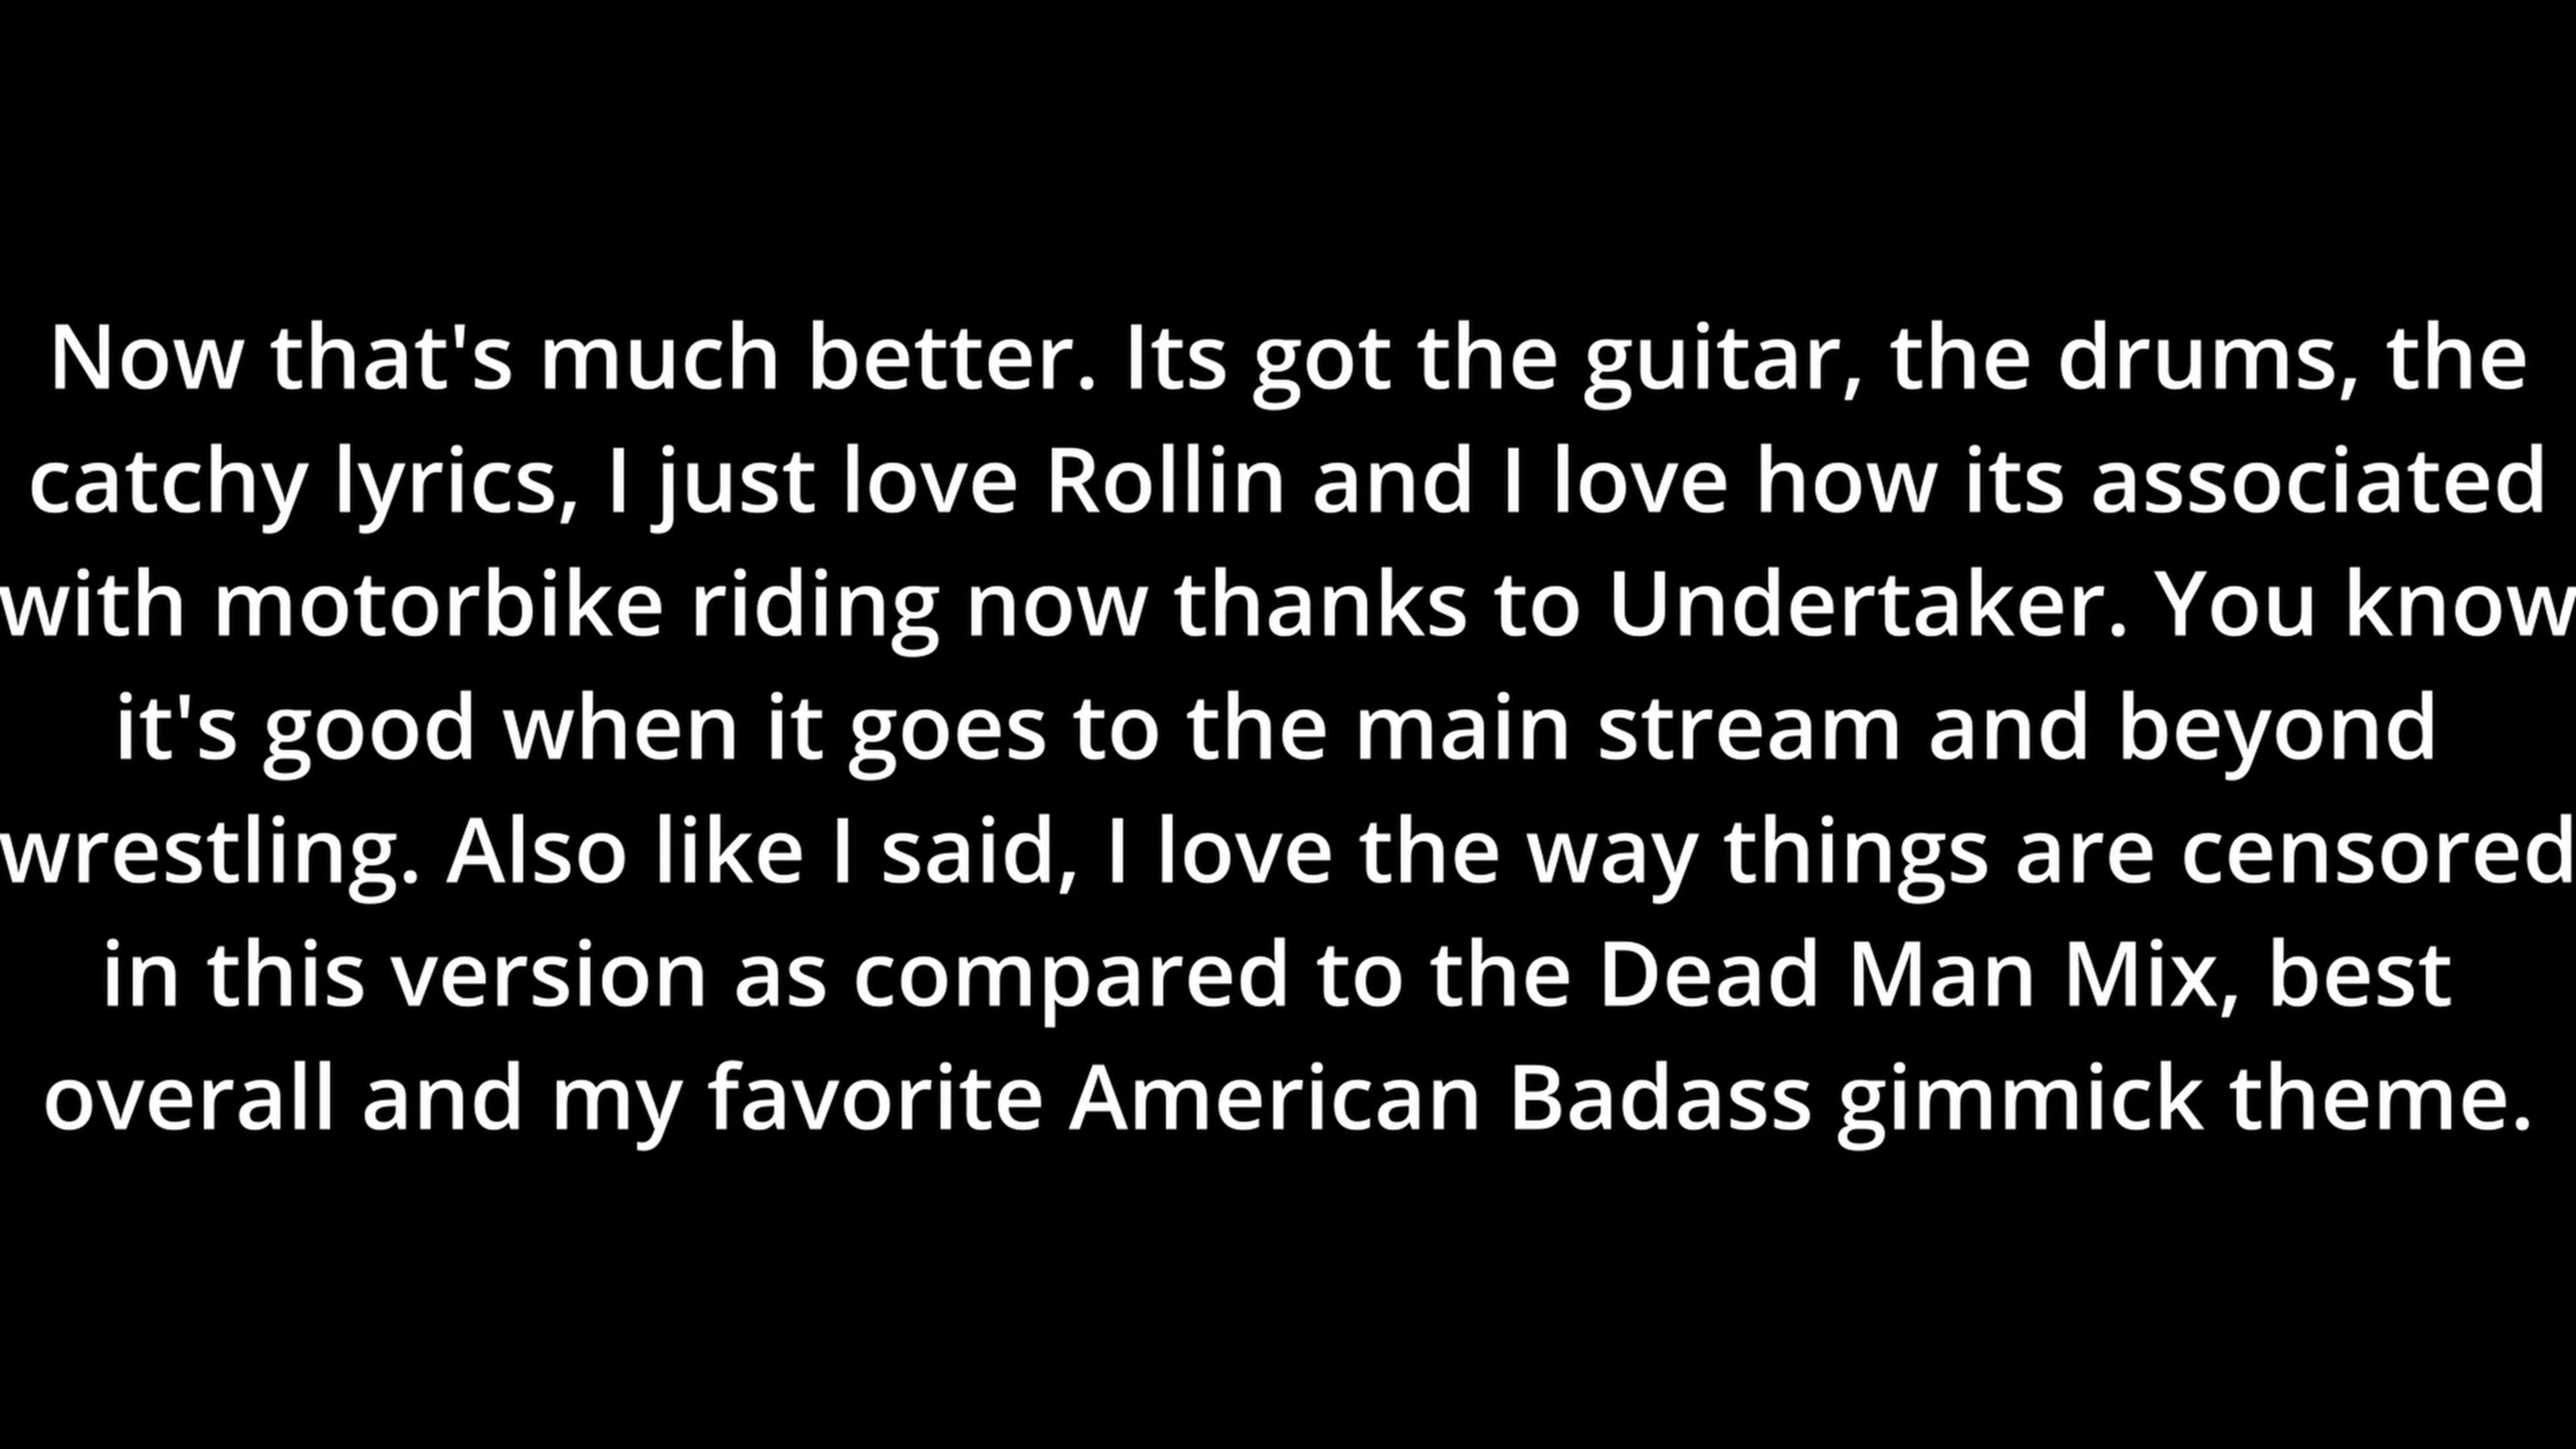 Now that's much better. Its got the guitar, the drums, the
catchy lyrics, I just love Rollin and I love how its associated
with motorbike riding now thanks to Undertaker. You know
it's good when it goes to the main stream and beyond
wrestling. Also like I said, I love the way things are censored
in this version as compared to the Dead Man Mix, best
overall and my favorite American Badass gimmick theme.